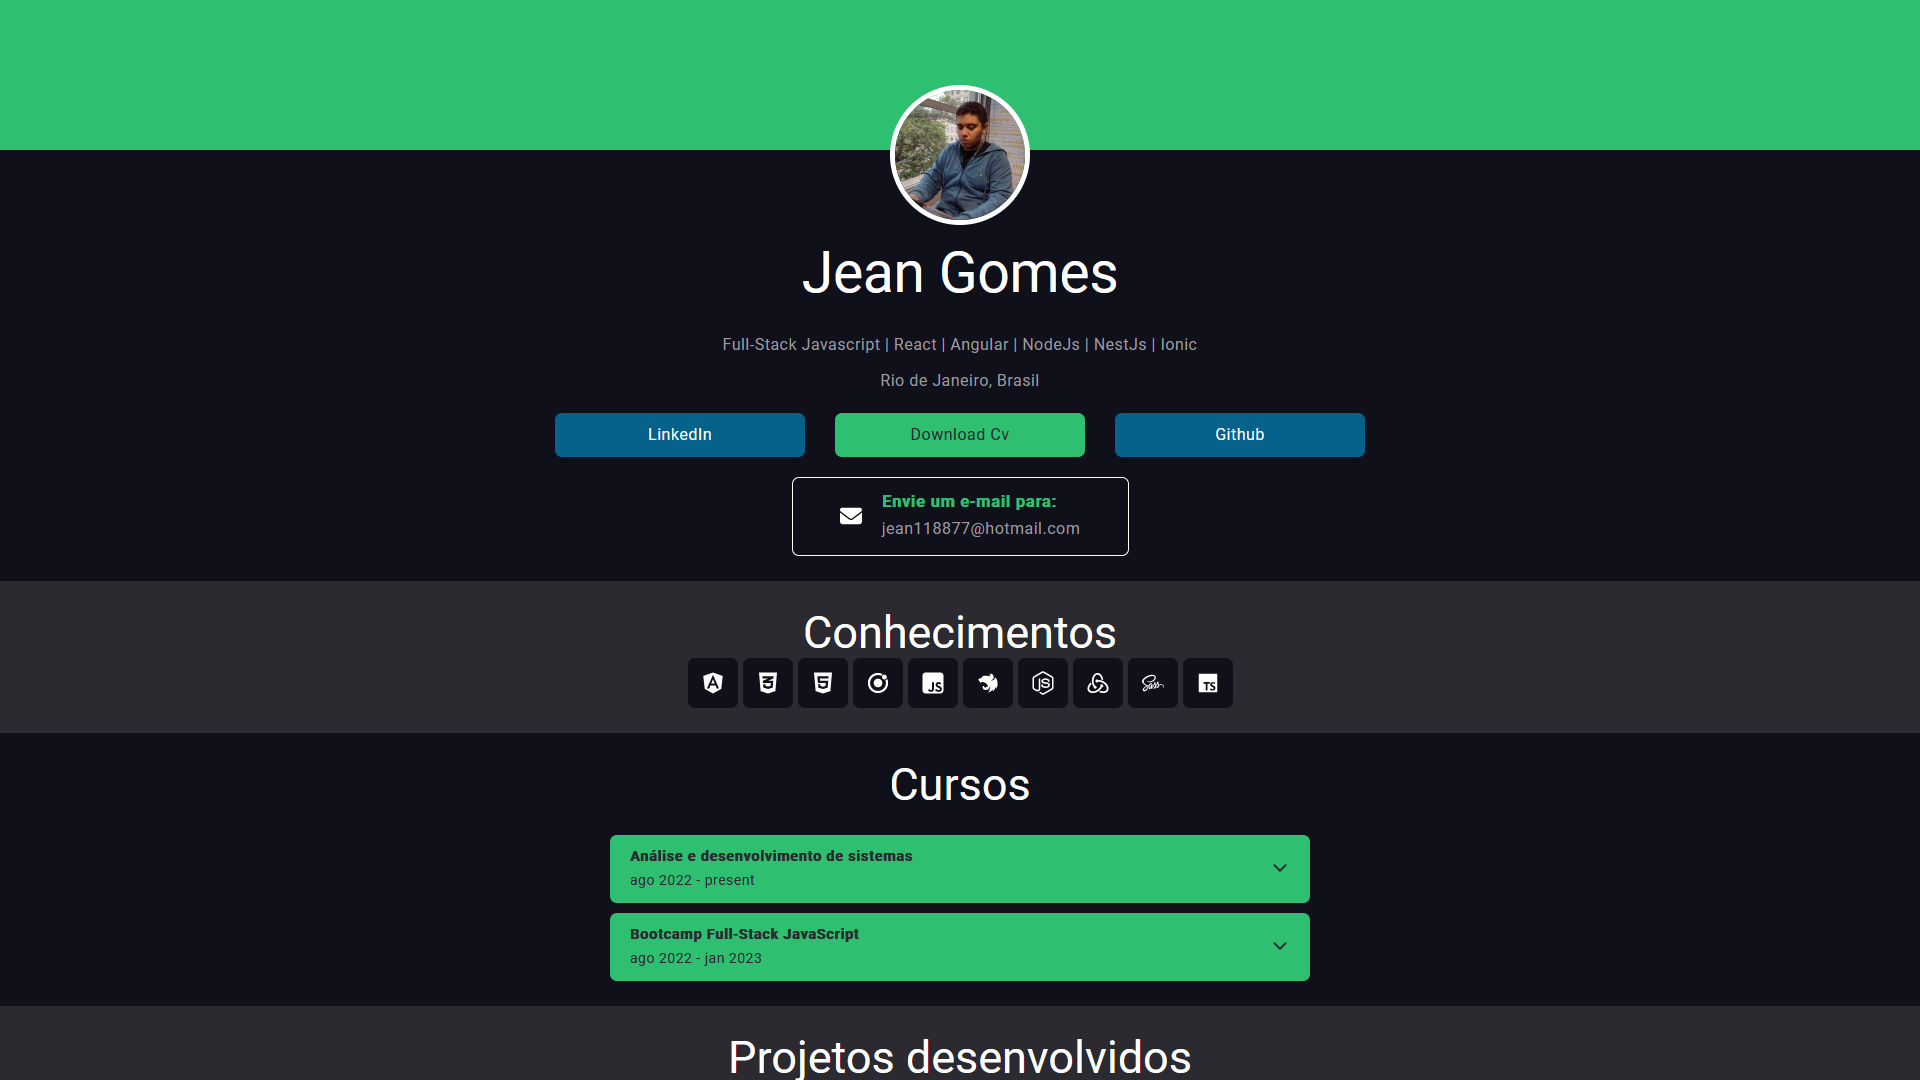 Jean Gomes
Full-Stack Javascript | React | Angular | NodeJs | NestJs | Ionic
Rio de Janeiro, Brasil
LinkedIn
Download Cv
Github
Envie um e-mail para:
jean118877@hotmail.com
Conhecimentos
JS
JS
Sass
TS
Cursos
Análise e desenvolvimento de sistemas
ago 2022 - present
Bootcamp Full-Stack JavaScript
ago 2022 - jan 2023
Projetos desenvolvidos